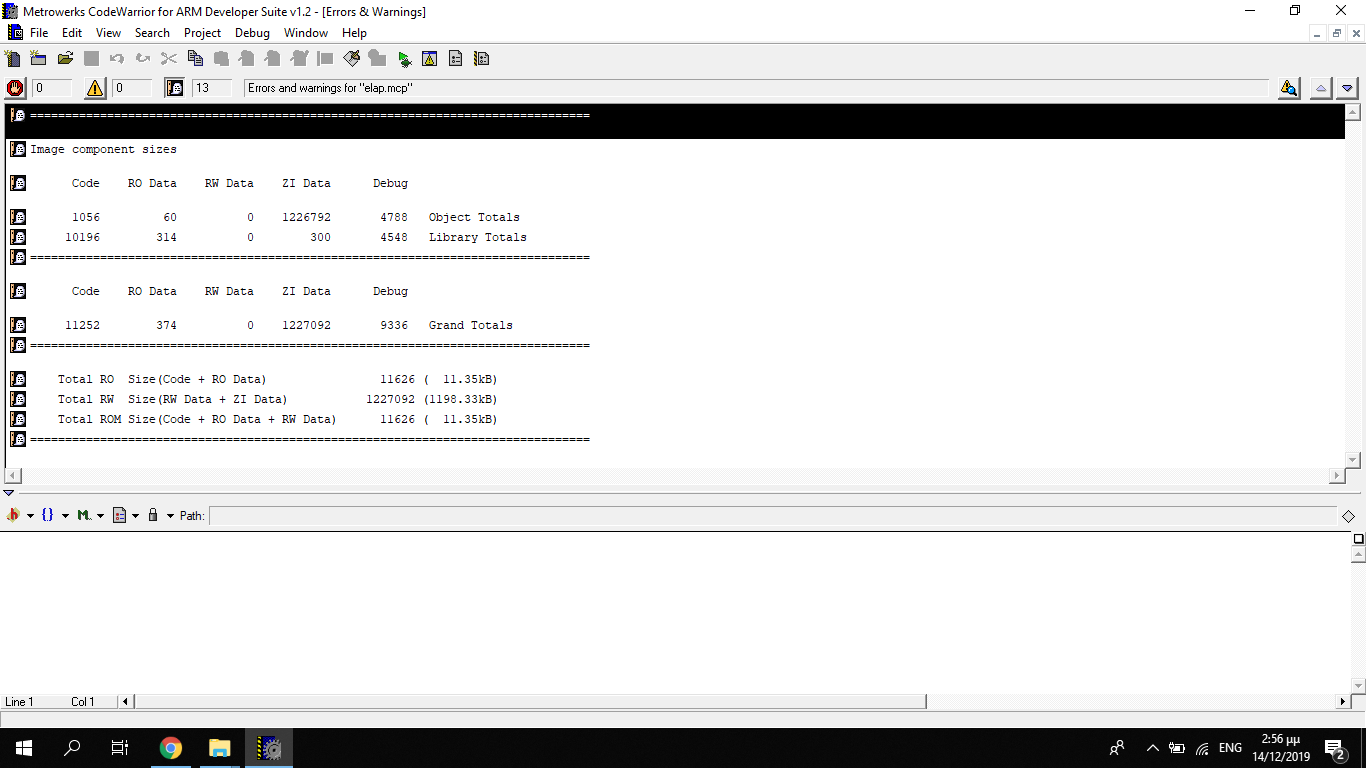 Metrowerks CodeWarrior for ARM Developer Suite v1.2 - [Errors & Warnings]
File Edit View Search Project Debug Window Help
0 0 13 Errors and warnings for "elap.mcp"
================================================================================
Image component sizes
Code RO Data RW Data ZI Data Debug
1056 60 0 1226792 4788 Object Totals
10196 314 0 300 4548 Library Totals
================================================================================
Code RO Data RW Data ZI Data Debug
11252 374 0 1227092 9336 Grand Totals
================================================================================
Total RO Size(Code + RO Data) 11626 ( 11.35kB)
Total RW Size(RW Data + ZI Data) 1227092 (1198.33kB)
Total ROM Size(Code + RO Data + RW Data) 11626 ( 11.35kB)
================================================================================
h {} M. Path:
Line 1 Col 1
ENG 2:56 μμ
14/12/2019 2